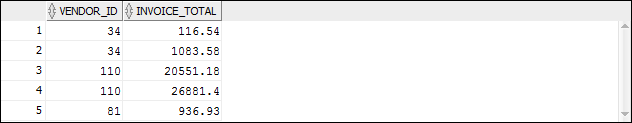 VENDOR_ID INVOICE_TOTAL
1 34 116.54
2 34 1083.58
3 110 20551.18
4 110 26881.4
5 81 936.93